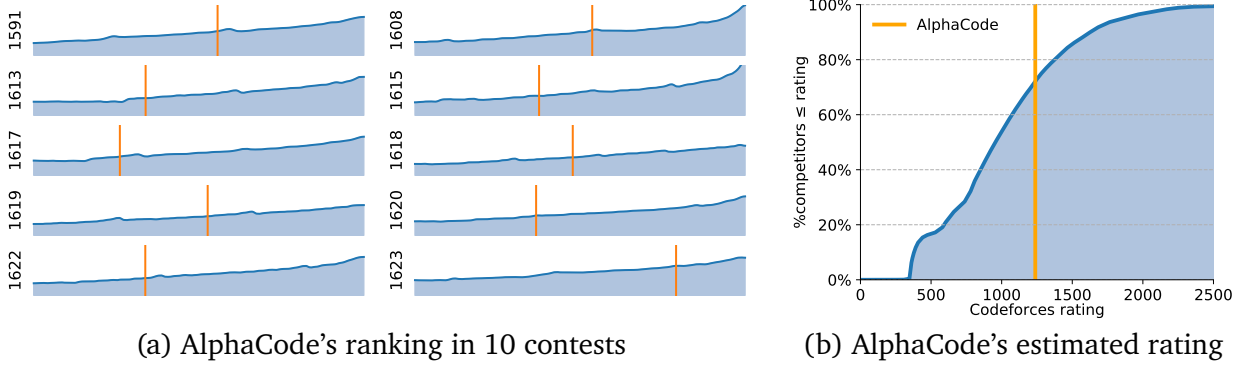 1591
1608
1613
1615
1617
1618
1619
1620
1622
1623
(a) AlphaCode's ranking in 10 contests
100%
80%
60%
40%
20%
0%
%competitors ≤ rating
AlphaCode
0 500 1000 1500 2000 2500
Codeforces rating
(b) AlphaCode's estimated rating